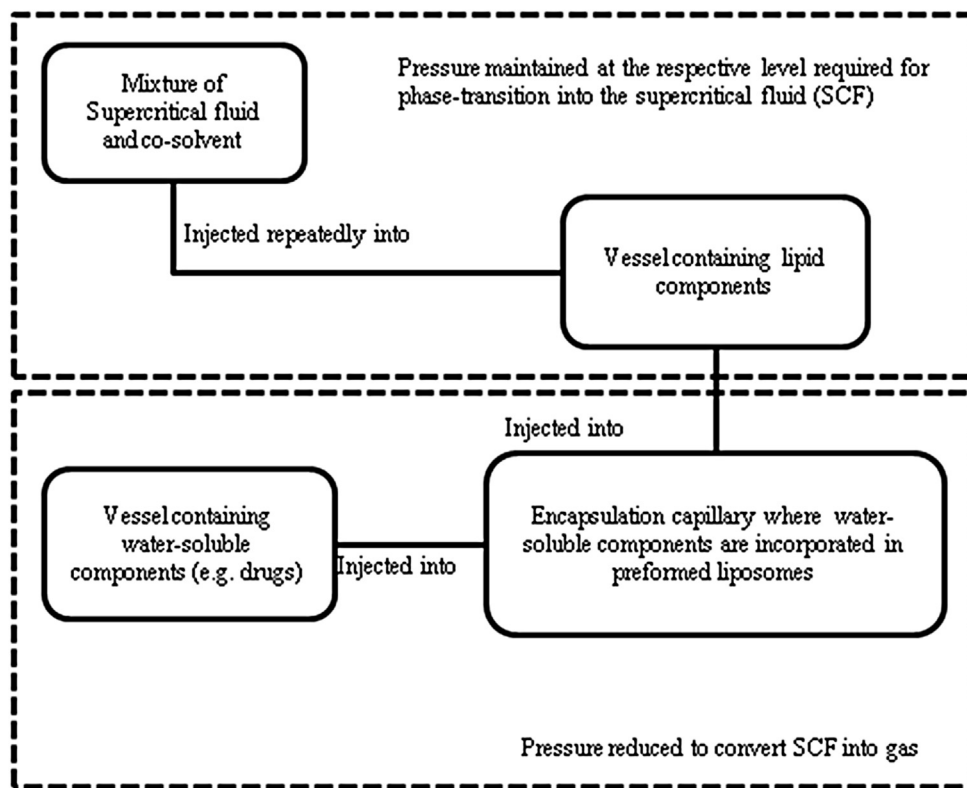 Mixture of
Supercritical fluid
and co-solvent
Pressure maintained at the respective level required for
phase-transition into the supercritical fluid (SCF)
Injected repeatedly into
Vessel containing lipid
components
Injected into
Vessel containing
water-soluble
components (e.g. drugs)
Injected into
Encapsulation capillary where water-
soluble components are incorporated in
preformed liposomes
Pressure reduced to convert SCF into gas